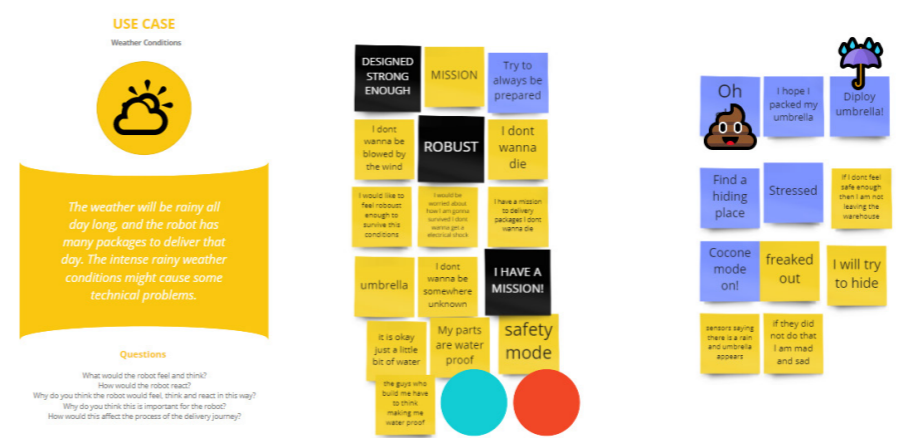 USE CASE
Weather Conditions
The weather will be rainy all
day long, and the robot has
many packages to deliver that
day. The intense rainy weather
conditions might cause some
technical problems.
Questions
What would the robot feel and think?
How would the robot react?
Why do you think the robot would feel, think and react in this way?
Why do you think this is important for the robot?
How would this affect the process of the delivery journey?
DESIGNED
STRONG
ENOUGH
MISSION
Try to
always be
prepared
I dont
wanna be
blowed by
the wind
ROBUST
I dont
wanna
die
I would like to
feel roboust
enough to
survive this
conditions
I would be
worried about
how I am gonna
survived I dont
wanna get a
electrical shock
I have a mission
to delivery
packages I dont
wanna die
umbrella
I dont
wanna be
somewhere
unknown
I HAVE A
MISSION!
it is okay
just a little
bit of water
My parts
are water
proof
safety
mode
the guys who
build me have
to think
making me
water proof
Oh
I hope I
packed my
umbrella
Diploy
umbrella!
Find a
hiding
place
Stressed
If I dont feel
safe enough
then I am not
leaving the
warehouse
Cocone
mode
on!
freaked
out
I will try
to hide
sensors saying
there is a rain
and umbrella
appears
if they did
not do that
I am mad
and sad